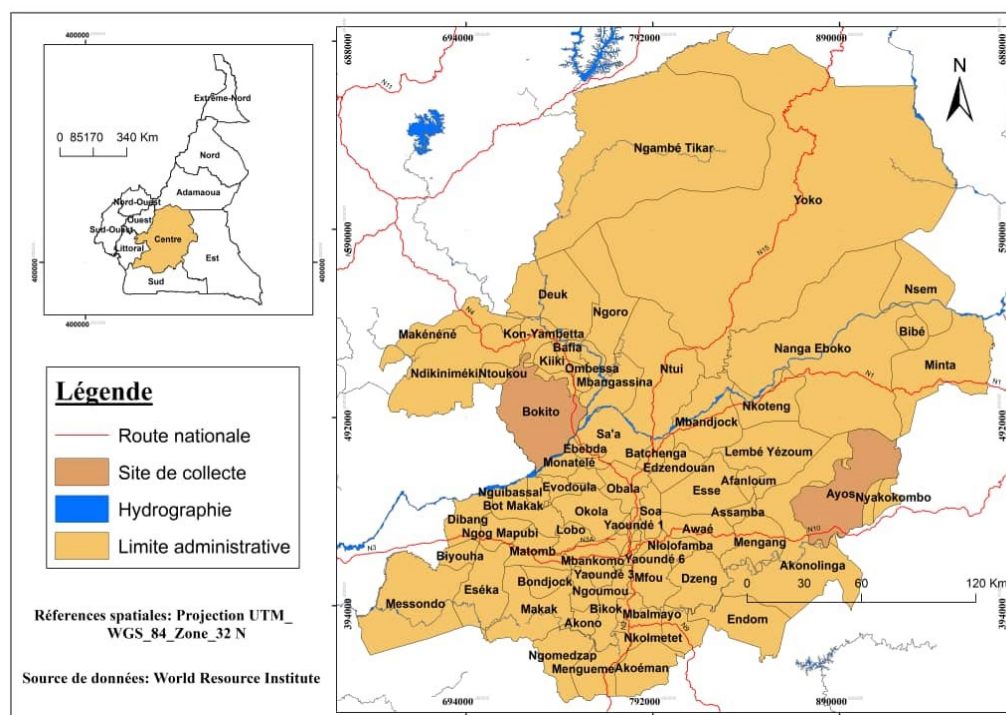 400000
Extrême-Nord
0 85170 340 Km
Nord
Adamaoua
Nord-Ouest
Ouest
Sud-Ouest
Centre
Littoral
Est
Sud
400000
400000
400000
Légende
Route nationale
Site de collecte
Hydrographie
Limite administrative
Réferences spatiales: Projection UTM_
WGS_84_Zone_32 N
Source de données: World Resource Institute
694000
792000
890000
688000
688000
N
N11
Ngambé Tikar
Yoko
590000
590000
N15
Nsem
Deuk
Ngoro
N4
Makénéné
Kon-Yambetta
Bafia
Bibé
Nanga Eboko
Kiiki
Minta
Ndikiniméki
Ntoukou
Ombessa
Mbangassina
Ntui
N1
N1
492000
492000
Bokito
Nkoteng
Mbandjock
Sa'a
Ebebda
Batchenga
Lembé Yézoum
Monatélé
Edzendouan
Evodoula
Obala
Esse
Afanloum
Ayos
Nyakokombo
Nguibassal
Bot Makak
Okola
Soa
Assamba
Dibang
Lobo
Yaoundé 1
Awaé
N10
Ngog Mapubi
N3A
Nlolofamba
Mengang
N3
Biyouha
Matomb
Mbankomo
Yaoundé 6
Akonolinga
Yaoundé 3
Mfou
Dzeng
Bondjock
Eséka
Ngoumou
0 30 60 120 Km
Messondo
Makak
Bikok
Mbalmayo
Endom
394000
394000
Akono
N2
N9
Nkolmetet
Ngomedzap
Mengueme
Akoéman
694000
792000
890000